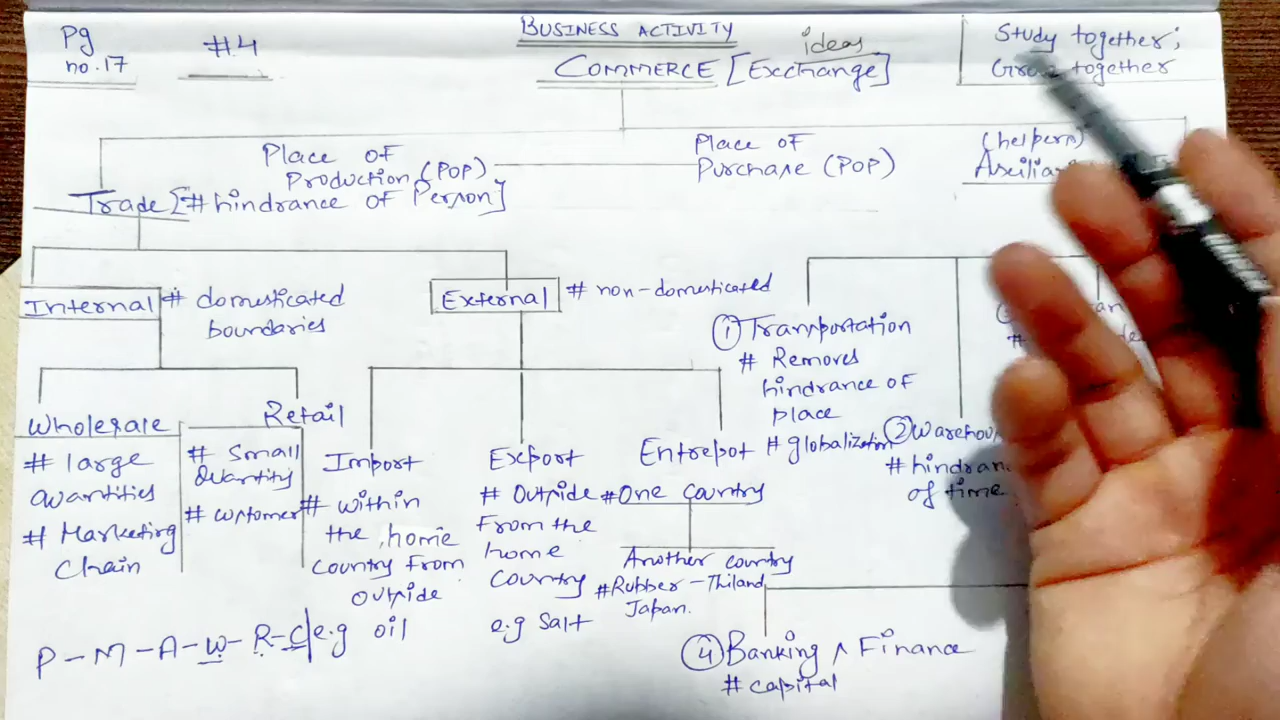 Pg
no.17
#4
BUSINESS ACTIVITY
ideas
COMMERCE [Exchange]
Study together;
together
Place of
Production (POP)
Place of
Purchase (POP)
(helpers)
Trade [# hindrance of Person]
Internal # domesticated
boundaries
External # non-domesticated
① Transportation
# Removes
hindrance of
place
# globalization
②
# hindran
of time
Wholesale
# large
quantities
# Marketing
Chain
Retail
# Small
Quantity
# customer
Import
# within
the home
country from
outside
e.g oil
Export
# Outside
from the
home
country
e.g Salt
Entrepot
#One country
Another country
#Rubber - Thiland
Japan.
P - M - A - W - R - C
④ Banking & Finance
# capital